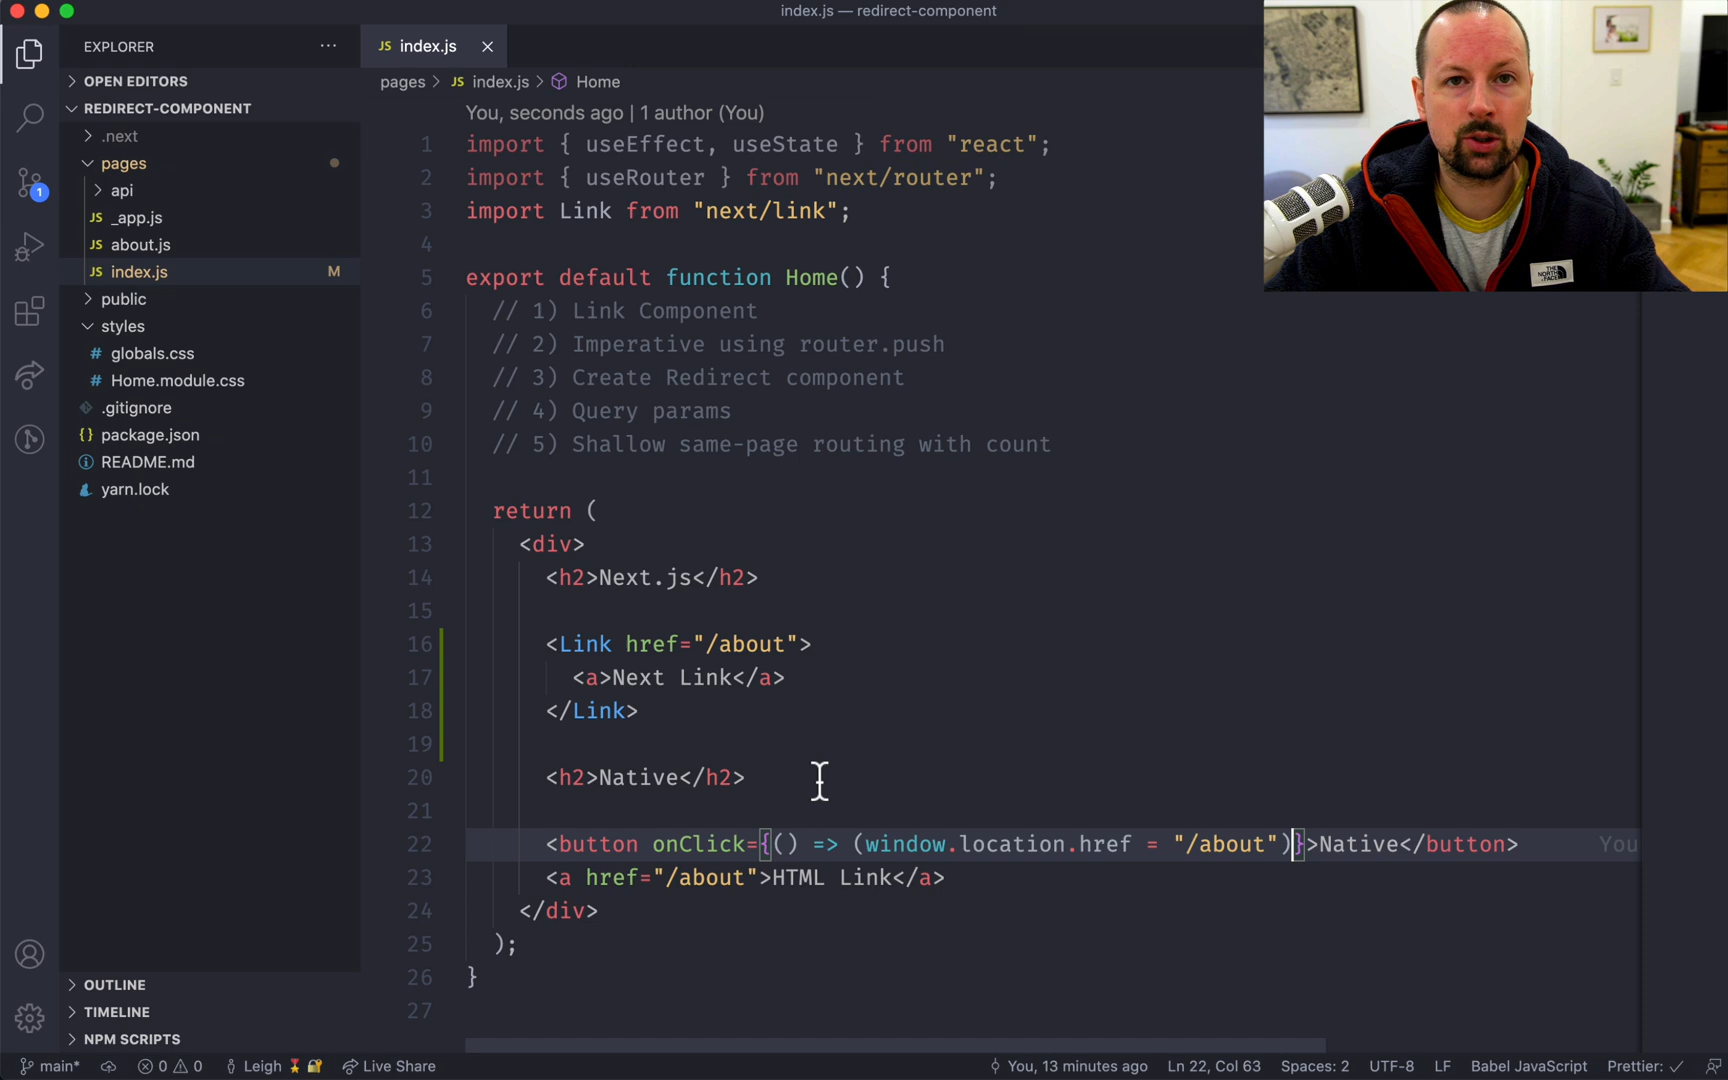 index.js — redirect-component
EXPLORER
JS index.js
OPEN EDITORS
pages > JS index.js > Home
REDIRECT-COMPONENT
You, seconds ago | 1 author (You)
.next
1 import { useEffect, useState } from "react";
pages
2 import { useRouter } from "next/router";
api
1
3 import Link from "next/link";
JS _app.js
4
JS about.js
5 export default function Home() {
JS index.js M
6 // 1) Link Component
public
7 // 2) Imperative using router.push
styles
8 // 3) Create Redirect component
# globals.css
9 // 4) Query params
# Home.module.css
10 // 5) Shallow same-page routing with count
.gitignore
11
{} package.json
12 return (
README.md
13 <div>
yarn.lock
14 <h2>Next.js</h2>
15
16 <Link href="/about">
17 <a>Next Link</a>
18 </Link>
19
20 <h2>Native</h2>
21
22 <button onClick={() => (window.location.href = "/about")}>Native</button> You
23 <a href="/about">HTML Link</a>
24 </div>
25 );
26 }
27
OUTLINE
TIMELINE
NPM SCRIPTS
main* 0 0 Leigh Live Share You, 13 minutes ago Ln 22, Col 63 Spaces: 2 UTF-8 LF Babel JavaScript Prettier: ✓
THE NORTH FACE